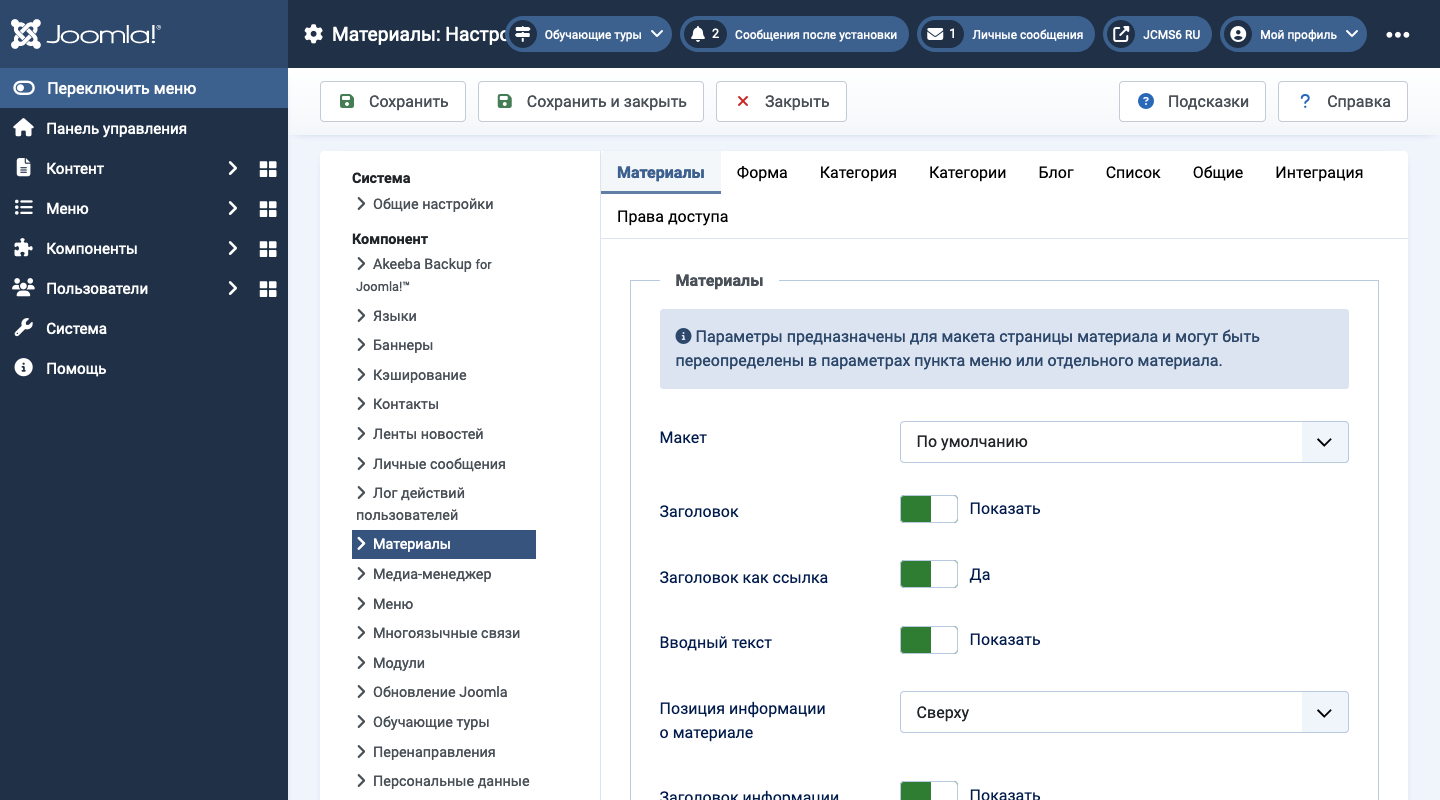 Joomla!®
Материалы: Настро
Обучающие туры
2 Сообщения после установки
1 Личные сообщения
JCMS6 RU
Мой профиль
Переключить меню
Панель управления
Контент
Меню
Компоненты
Пользователи
Система
Помощь
Сохранить
Сохранить и закрыть
Закрыть
Подсказки
? Справка
Система
Общие настройки
Компонент
Akeeba Backup for
Joomla!™
Языки
Баннеры
Кэширование
Контакты
Ленты новостей
Личные сообщения
Лог действий
пользователей
Материалы
Медиа-менеджер
Меню
Многоязычные связи
Модули
Обновление Joomla
Обучающие туры
Перенаправления
Персональные данные
Материалы Форма Категория Категории Блог Список Общие Интеграция
Права доступа
Материалы
Параметры предназначены для макета страницы материала и могут быть
переопределены в параметрах пункта меню или отдельного материала.
Макет
По умолчанию
Заголовок
Показать
Заголовок как ссылка
Да
Вводный текст
Показать
Позиция информации
о материале
Сверху
Заголовок информации
Показать